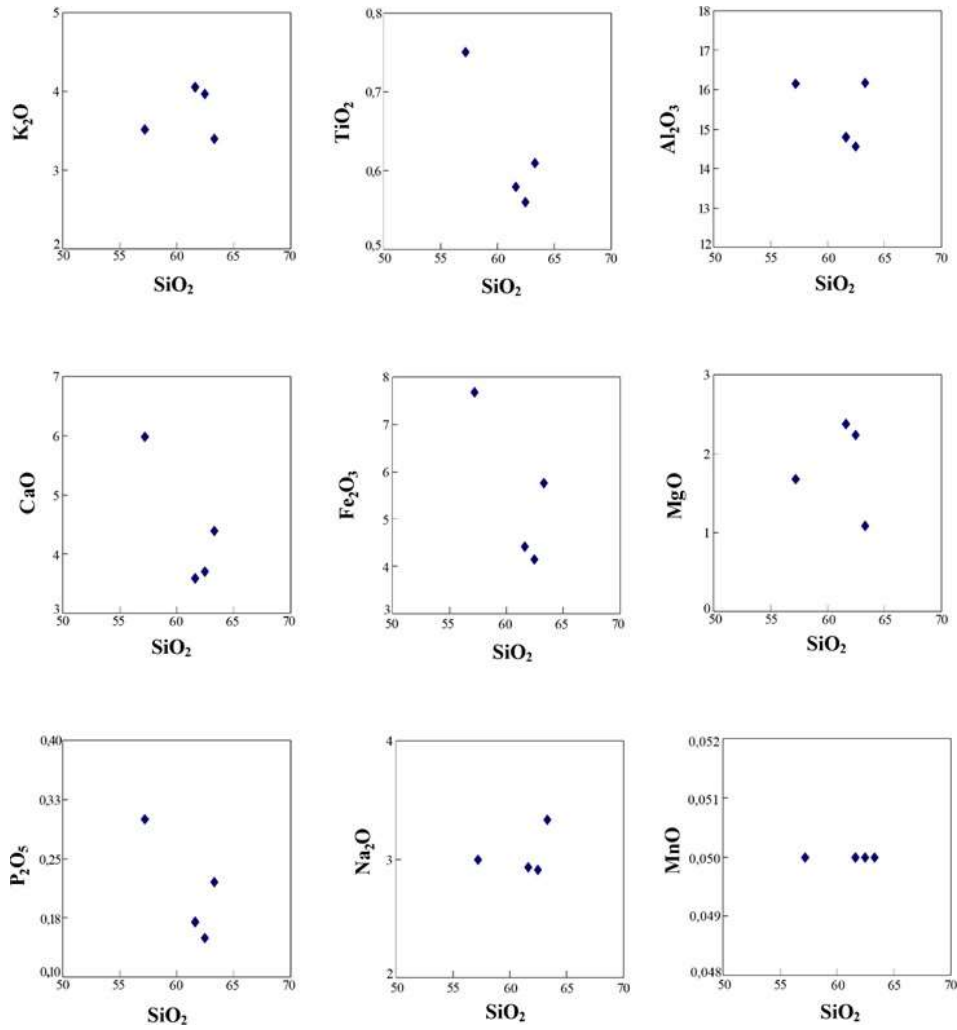 5
4
3
2
K₂O
50 55 60 65 70
SiO₂
0,8
0,7
0,6
0,5
TiO₂
50 55 60 65 70
SiO₂
18
17
16
15
14
13
12
Al₂O₃
50 55 60 65 70
SiO₂
7
6
4
3
CaO
50 55 60 65 70
SiO₂
8
7
6
5
4
3
Fe₂O₃
50 55 60 65 70
SiO₂
3
2
1
0
MgO
50 55 60 65 70
SiO₂
0,40
0,33
0,25
0,18
0,10
P₂O₅
50 55 60 65 70
SiO₂
4
3
2
Na₂O
50 55 60 65 70
SiO₂
0,052
0,051
0,050
0,049
0,048
MnO
50 55 60 65 70
SiO₂